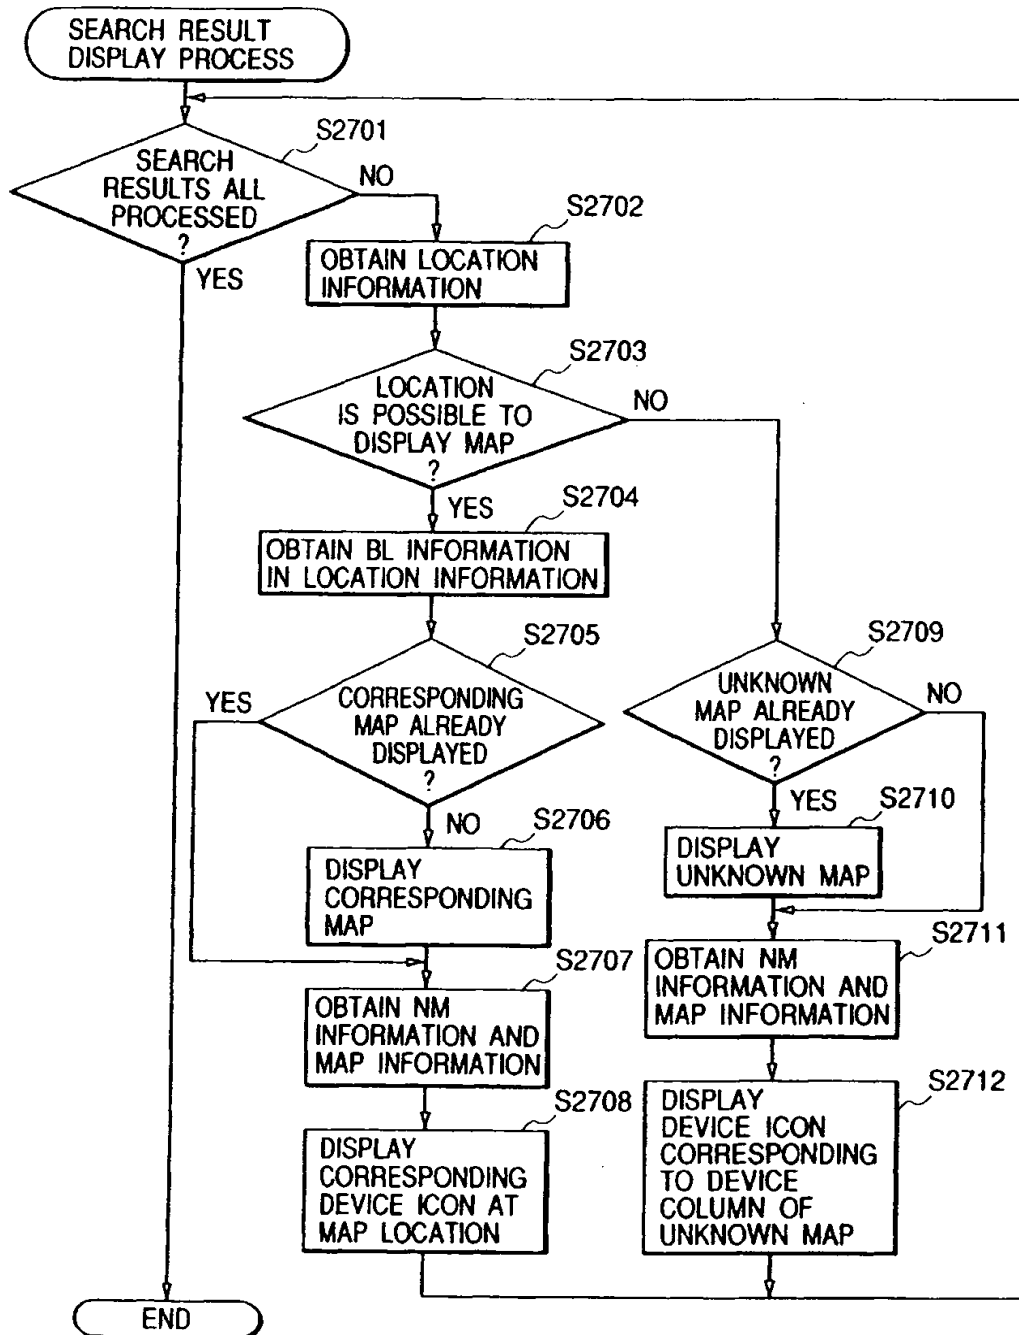 SEARCH RESULT
DISPLAY PROCESS
S2701
SEARCH
RESULTS ALL
PROCESSED
?
NO
YES
S2702
OBTAIN LOCATION
INFORMATION
S2703
LOCATION
IS POSSIBLE TO
DISPLAY MAP
?
NO
YES
S2704
OBTAIN BL INFORMATION
IN LOCATION INFORMATION
S2705
CORRESPONDING
MAP ALREADY
DISPLAYED
?
YES
NO
S2706
DISPLAY
CORRESPONDING
MAP
S2707
OBTAIN NM
INFORMATION AND
MAP INFORMATION
S2708
DISPLAY
CORRESPONDING
DEVICE ICON AT
MAP LOCATION
S2709
UNKNOWN
MAP ALREADY
DISPLAYED
?
NO
YES
S2710
DISPLAY
UNKNOWN MAP
S2711
OBTAIN NM
INFORMATION AND
MAP INFORMATION
S2712
DISPLAY
DEVICE ICON
CORRESPONDING
TO DEVICE
COLUMN OF
UNKNOWN MAP
END